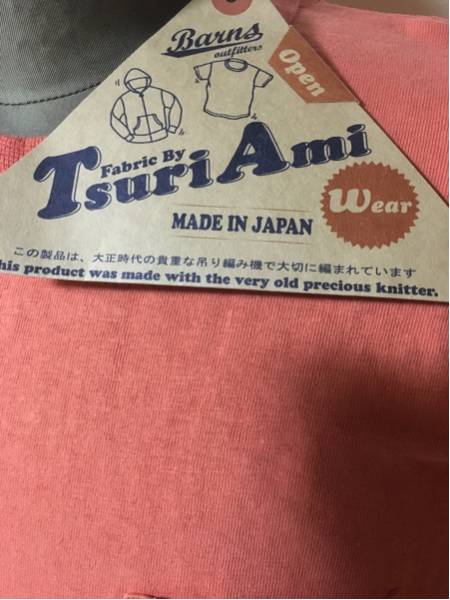 Barns
outfitters
Open
Fabric By
Tsuri Ami
Wear
MADE IN JAPAN
この製品は、大正時代の貴重な吊り編み機で大切に編まれています
his product was made with the very old precious knitter.